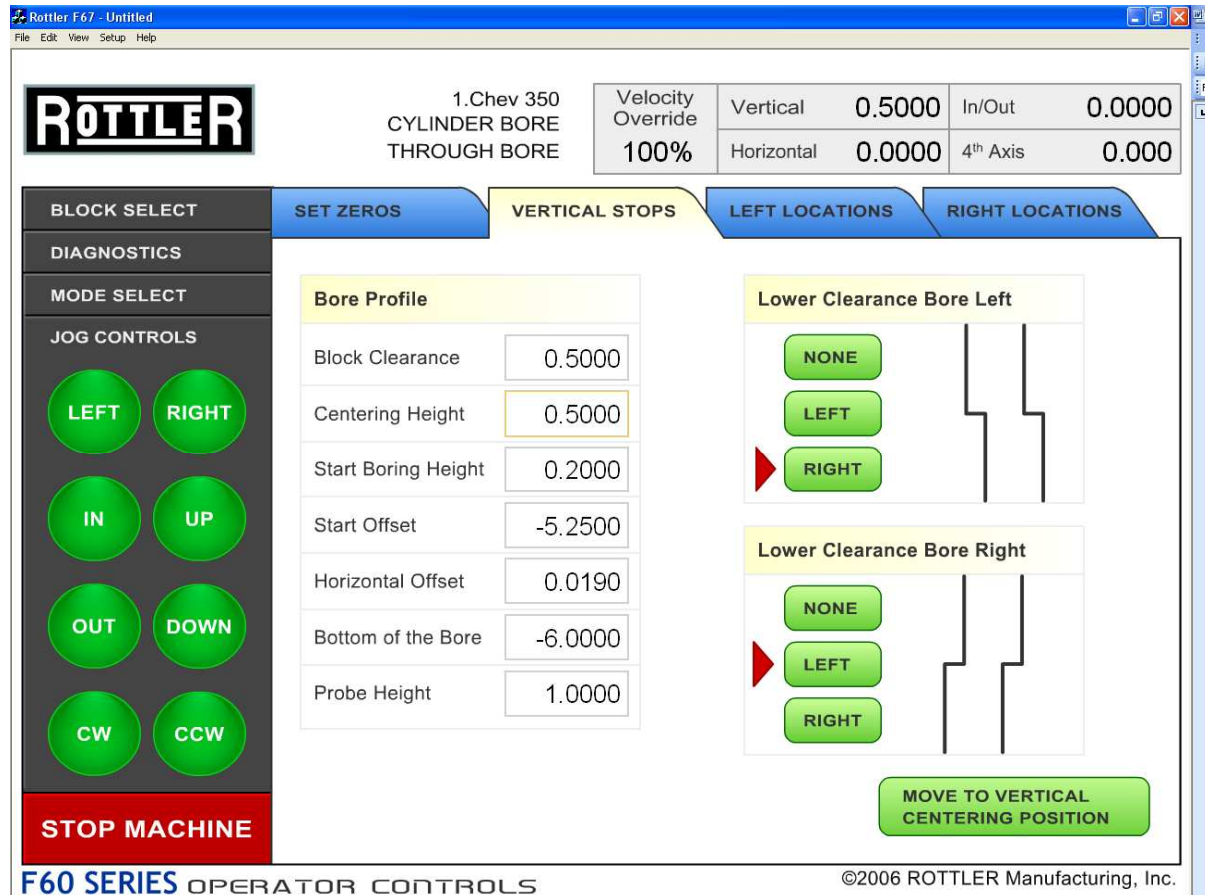 Rottler F67 - Untitled
File Edit View Setup Help
ROTTLER
1.Chev 350
CYLINDER BORE
THROUGH BORE
Velocity Override
100%
Vertical 0.5000 In/Out 0.0000
Horizontal 0.0000 4th Axis 0.000
BLOCK SELECT
DIAGNOSTICS
MODE SELECT
JOG CONTROLS
LEFT RIGHT
IN UP
OUT DOWN
CW CCW
STOP MACHINE
SET ZEROS VERTICAL STOPS LEFT LOCATIONS RIGHT LOCATIONS
Bore Profile
Block Clearance 0.5000
Centering Height 0.5000
Start Boring Height 0.2000
Start Offset -5.2500
Horizontal Offset 0.0190
Bottom of the Bore -6.0000
Probe Height 1.0000
Lower Clearance Bore Left
NONE
LEFT
RIGHT
Lower Clearance Bore Right
NONE
LEFT
RIGHT
MOVE TO VERTICAL
CENTERING POSITION
F60 SERIES OPERATOR CONTROLS
©2006 ROTTLER Manufacturing, Inc.